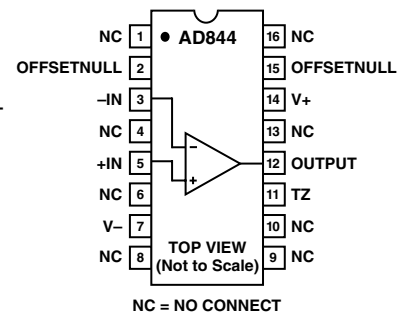 NC 1 AD844 16 NC
OFFSETNULL 2 15 OFFSETNULL
–IN 3 14 V+
NC 4 13 NC
+IN 5 12 OUTPUT
NC 6 11 TZ
V– 7 10 NC
NC 8 TOP VIEW 9 NC
(Not to Scale)
NC = NO CONNECT